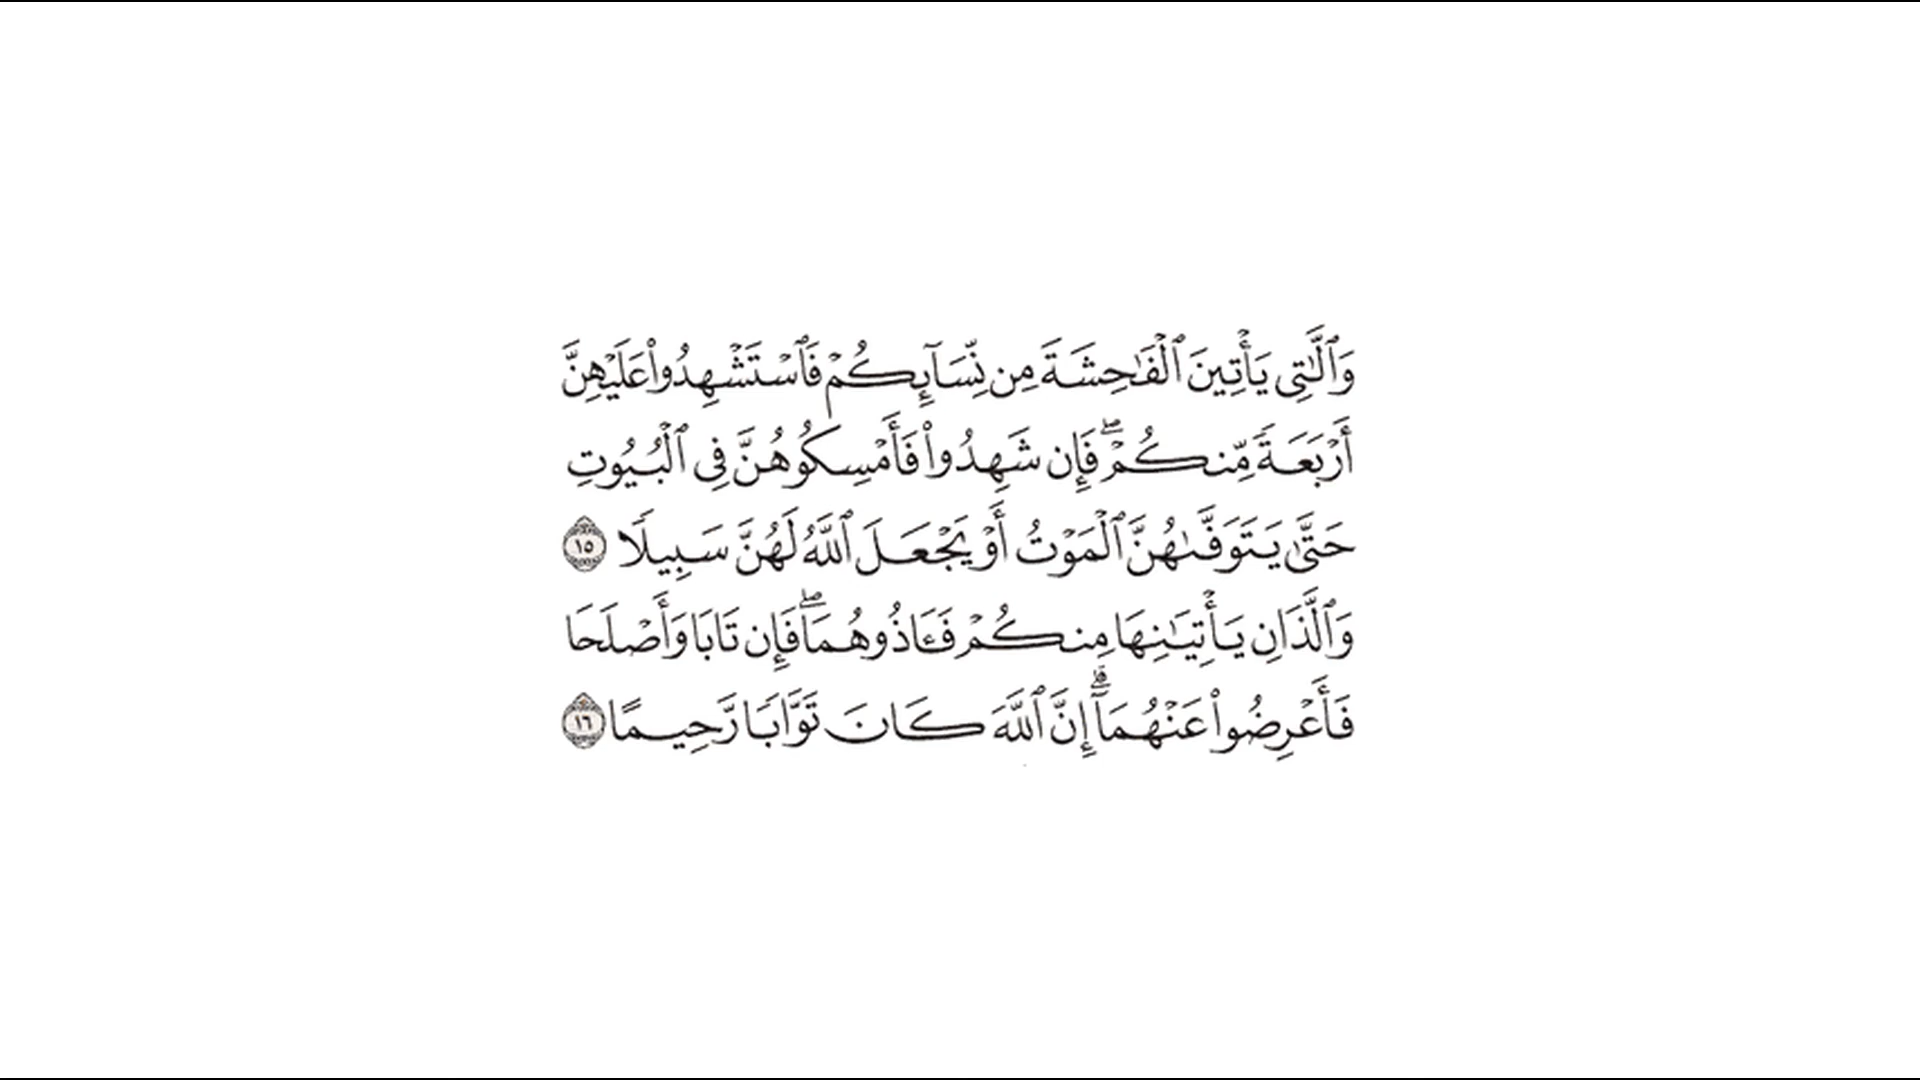 وَٱلَّـٰتِى يَأۡتِينَ ٱلۡفَـٰحِشَةَ مِن نِّسَآئِكُمۡ فَٱسۡتَشۡهِدُوا۟ عَلَيۡهِنَّ
أَرۡبَعَةً مِّنكُمۡۖ فَإِن شَهِدُوا۟ فَأَمۡسِكُوهُنَّ فِى ٱلۡبُيُوتِ
حَتَّىٰ يَتَوَفَّىٰهُنَّ ٱلۡمَوۡتُ أَوۡ يَجۡعَلَ ٱللَّهُ لَهُنَّ سَبِيلًا ١٥
وَٱلَّذَانِ يَأۡتِيَـٰنِهَا مِنكُمۡ فَـَٔاذُوهُمَاۖ فَإِن تَابَا وَأَصۡلَحَا
فَأَعۡرِضُوا۟ عَنۡهُمَآۗ إِنَّ ٱللَّهَ كَانَ تَوَّابًا رَّحِيمًا ١٦